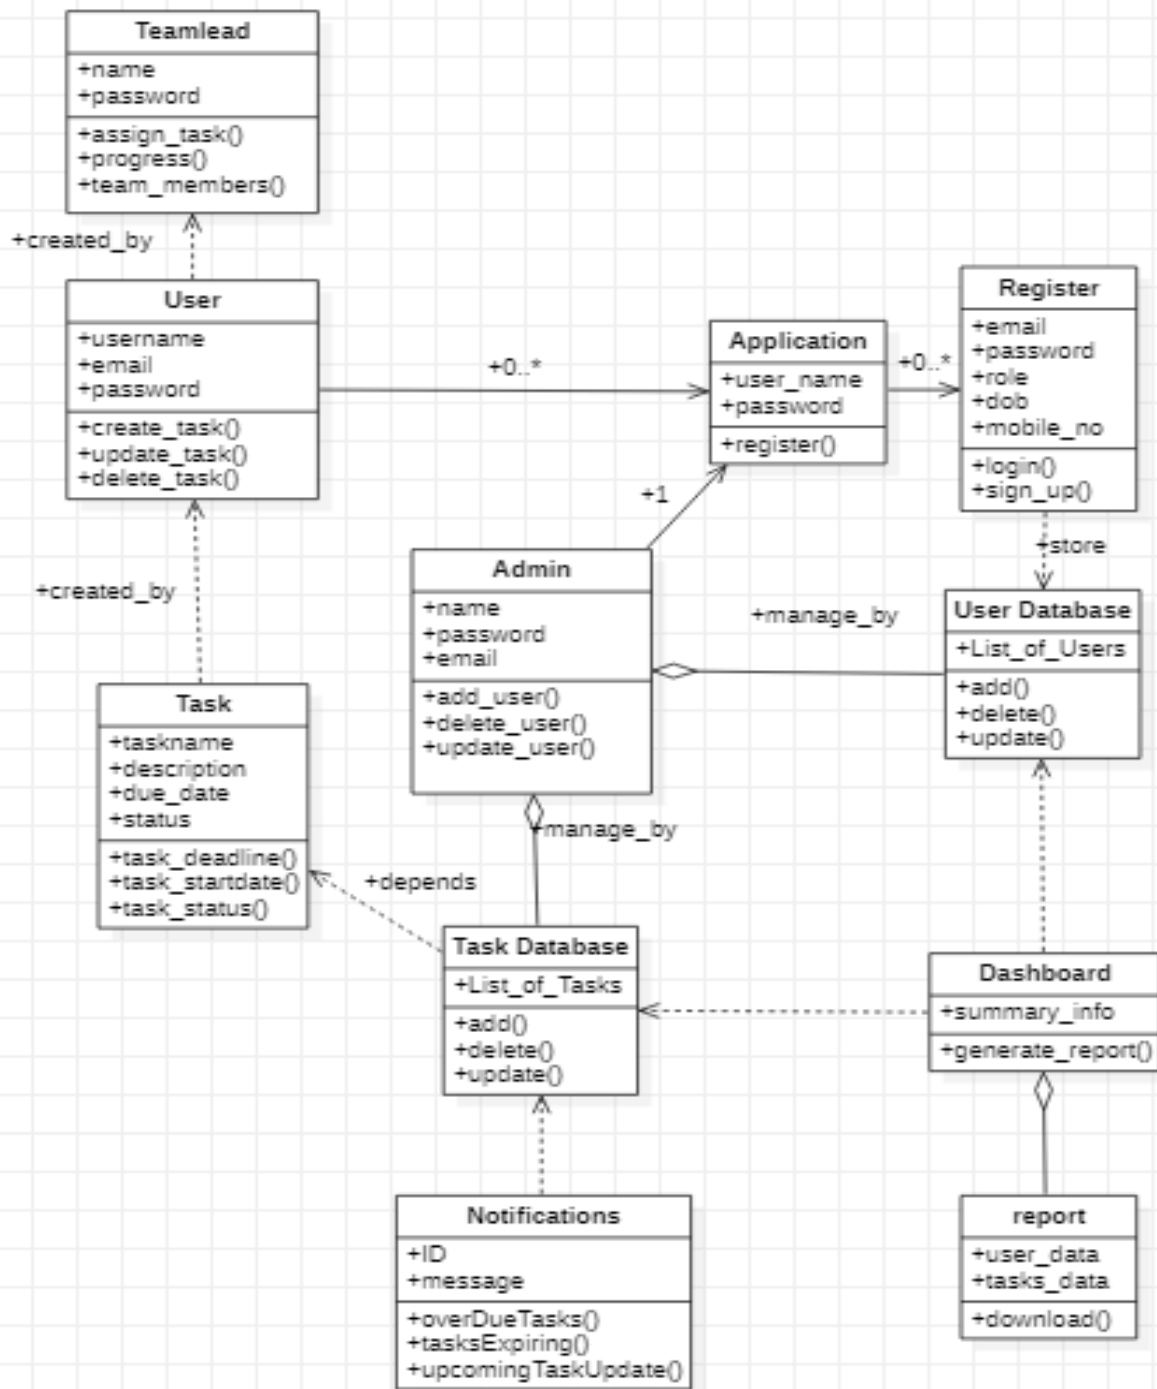 Teamlead
+name
+password
+assign_task()
+progress()
+team_members()
+created_by
User
+username
+email
+password
+create_task()
+update_task()
+delete_task()
+0..*
Application
+user_name
+password
+register()
+0..*
Register
+email
+password
+role
+dob
+mobile_no
+login()
+sign_up()
+1
+store
+created_by
Admin
+name
+password
+email
+add_user()
+delete_user()
+update_user()
+manage_by
User Database
+List_of_Users
+add()
+delete()
+update()
Task
+taskname
+description
+due_date
+status
+task_deadline()
+task_startdate()
+task_status()
+manage_by
+depends
Task Database
+List_of_Tasks
+add()
+delete()
+update()
Dashboard
+summary_info
+generate_report()
Notifications
+ID
+message
+overDueTasks()
+tasksExpiring()
+upcomingTaskUpdate()
report
+user_data
+tasks_data
+download()